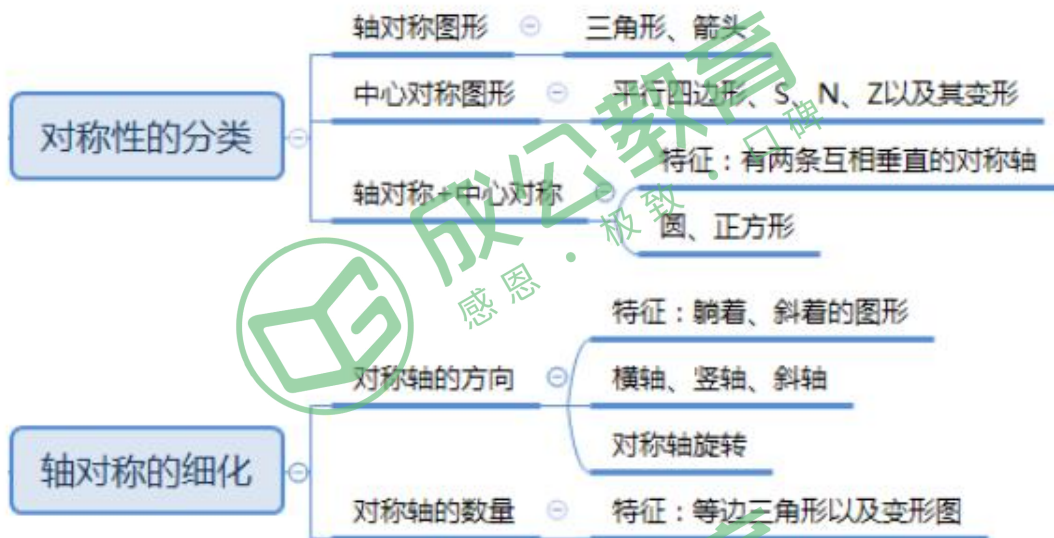 对称性的分类
轴对称图形
三角形、箭头
中心对称图形
平行四边形、S、N、Z以及其变形
轴对称+中心对称
特征：有两条互相垂直的对称轴
圆、正方形
成公教育
感恩·极致·口碑
轴对称的细化
对称轴的方向
特征：躺着、斜着的图形
横轴、竖轴、斜轴
对称轴旋转
对称轴的数量
特征：等边三角形以及变形图